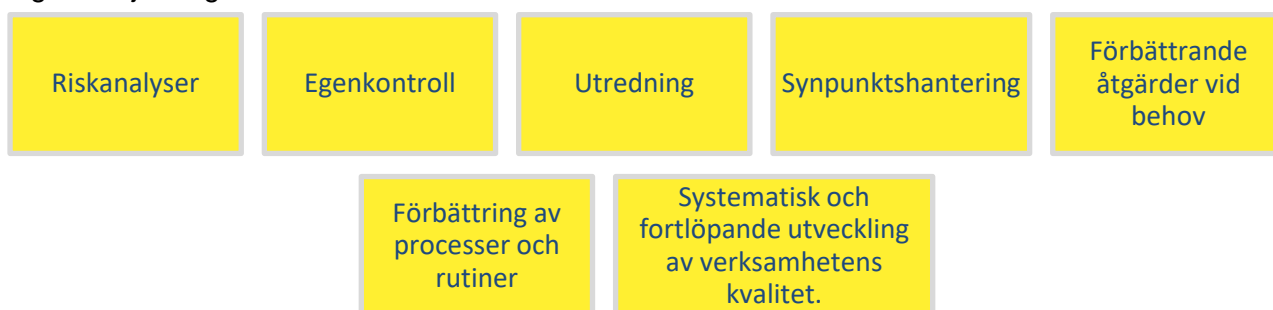 Riskanalyser
Egenkontroll
Utredning
Synpunktshantering
Förbättrande
åtgärder vid
behov
Förbättring av
processer och
rutiner
Systematisk och
fortlöpande utveckling
av verksamhetens
kvalitet.